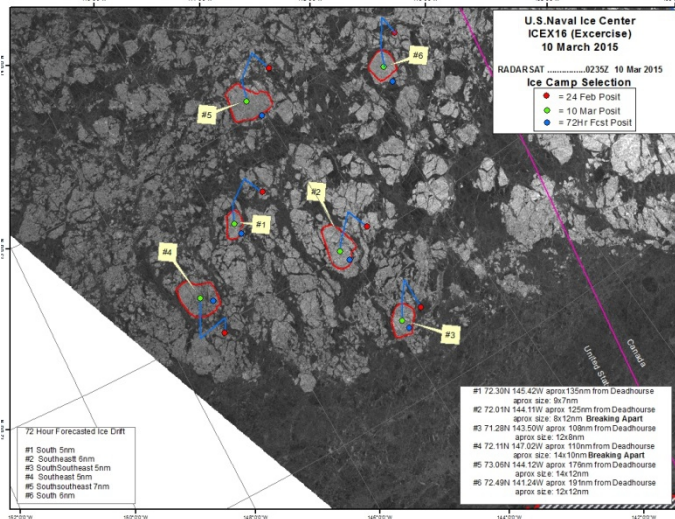 U.S.Naval Ice Center
ICEX16 (Excercise)
10 March 2015
RADARSAT ................0235Z 10 Mar 2015
Ice Camp Selection
= 24 Feb Posit
= 10 Mar Posit
= 72Hr Fcst Posit
#6
#5
#2
#1
#4
#3
Canada
United
#1 72.30N 145.42W aprox135nm from Deadhourse
aprox size: 9x7nm
#2 72.01N 144.11W aprox 125nm from Deadhourse
aprox size: 8x12nm Breaking Apart
#3 71.28N 143.50W aprox 108nm from Deadhourse
aprox size: 12x8nm
#4 72.11N 147.02W aprox 110nm from Deadhourse
aprox size: 14x10nm Breaking Apart
#5 73.06N 144.12W aprox 176nm from Deadhourse
aprox size: 14x12nm
#6 72.49N 141.24W aprox 191nm from Deadhourse
aprox size: 12x12nm
72 Hour Forecasted Ice Drift
#1 South 5nm
#2 Southeastt 6nm
#3 SouthSoutheast 5nm
#4 Southeast 5nm
#5 Southsoutheast 7nm
#6 South 6nm